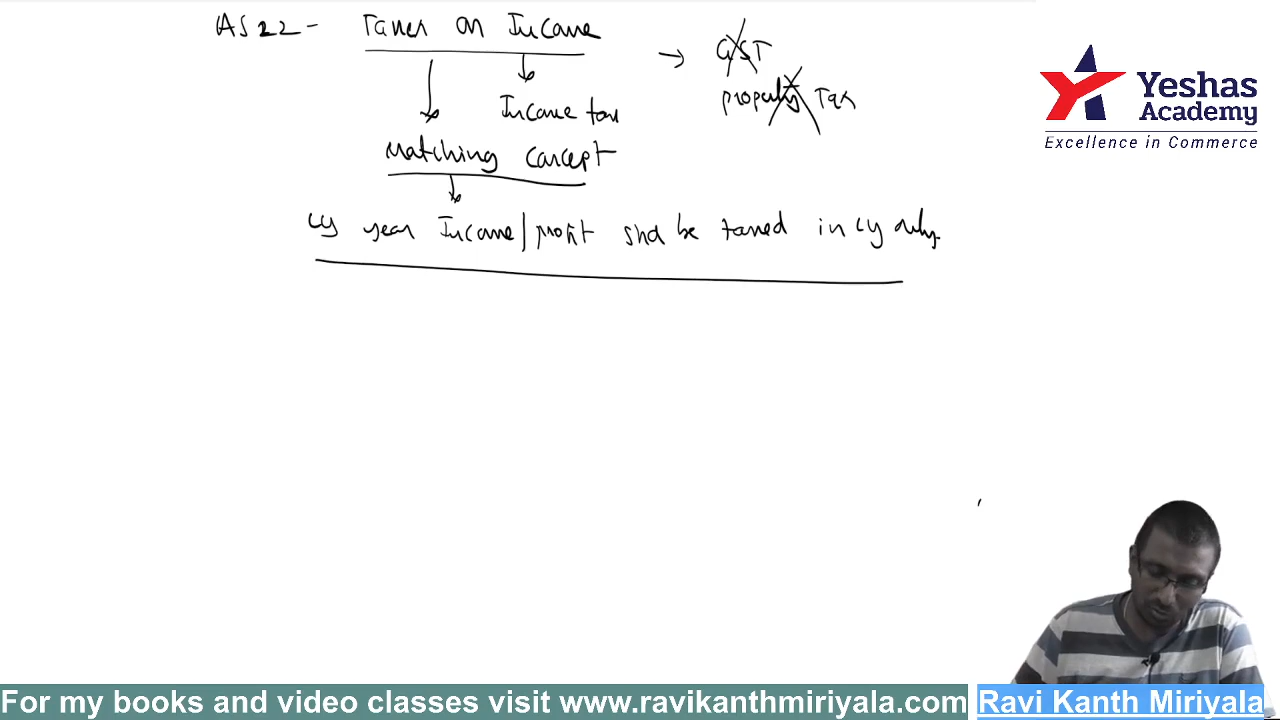 AS 22 - Taxes on Income
→ GST
Property Tax
Income tax
Matching Concept
Cy year Income/profit shd be taxed in cy only.
Yeshas
Academy
Excellence in Commerce
For my books and video classes visit www.ravikanthmiriyala.com
Ravi Kanth Miriyala